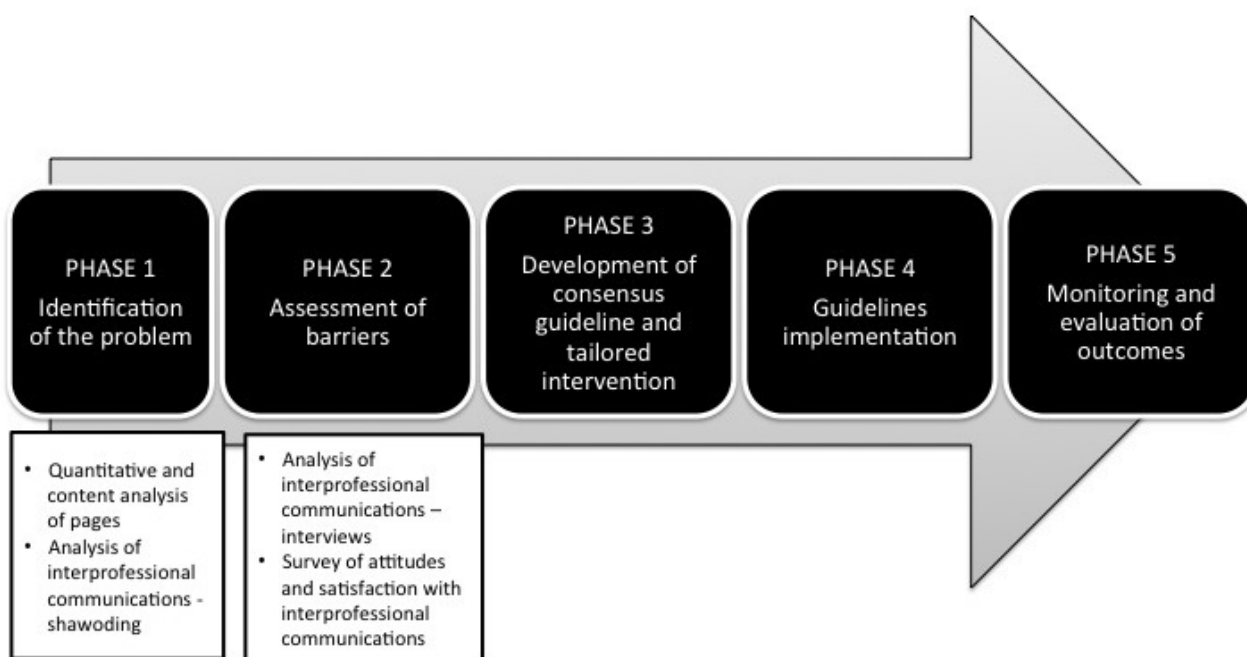 PHASE 1
Identification
of the problem
PHASE 2
Assessment of
barriers
PHASE 3
Development of
consensus
guideline and
tailored
intervention
PHASE 4
Guidelines
implementation
PHASE 5
Monitoring and
evaluation of
outcomes
• Quantitative and
content analysis
of pages
• Analysis of
interprofessional
communications -
shawoding
• Analysis of
interprofessional
communications –
interviews
• Survey of attitudes
and satisfaction with
interprofessional
communications